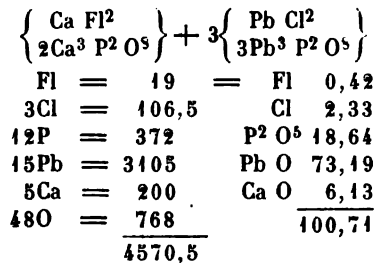 { Ca Fl² / 2Ca³ P² O⁸ } + 3 { Pb Cl² / 3Pb³ P² O⁸ }
Fl = 19 = Fl 0,42
3Cl = 106,5 Cl 2,33
12P = 372 P² O⁵ 18,64
15Pb = 3105 Pb O 73,19
5Ca = 200 Ca O 6,13
48O = 768 100,71
4570,5